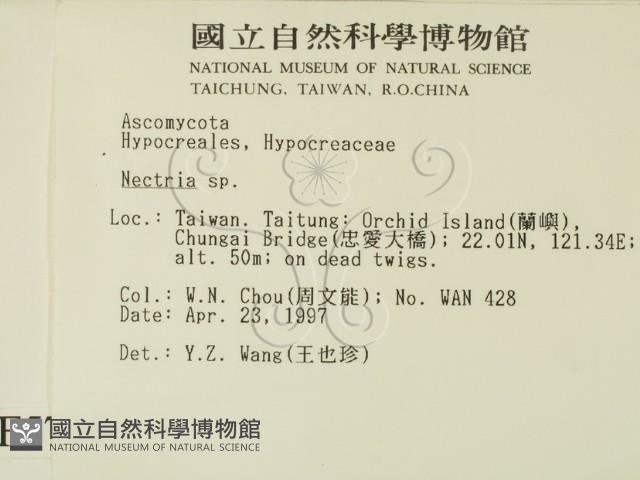 國立自然科學博物館
NATIONAL MUSEUM OF NATURAL SCIENCE
TAICHUNG, TAIWAN, R.O.CHINA
Ascomycota
Hypocreales, Hypocreaceae
Nectria sp.
Loc.: Taiwan. Taitung: Orchid Island(蘭嶼),
Chungai Bridge(忠愛大橋); 22.01N, 121.34E;
alt. 50m; on dead twigs.
Col.: W.N. Chou(周文能); No. WAN 428
Date: Apr. 23, 1997
Det.: Y.Z. Wang(王也珍)
國立自然科學博物館
NATIONAL MUSEUM OF NATURAL SCIENCE